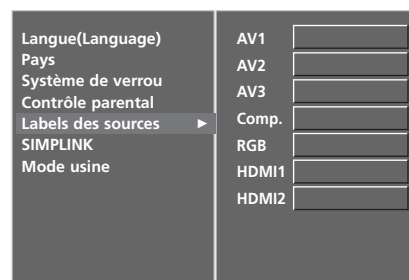 Langue(Language)
Pays
Système de verrou
Contrôle parental
Labels des sources ►
SIMPLINK
Mode usine
AV1
AV2
AV3
Comp.
RGB
HDMI1
HDMI2